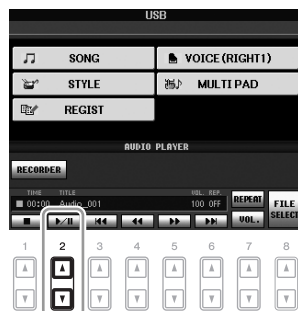 USB
SONG VOICE (RIGHT1)
STYLE MULTI PAD
REGIST
AUDIO PLAYER
RECORDER
TIME TITLE VOL. REP.
00:00 Audio_001 100 OFF REPEAT FILE SELECT
VOL.
1 2 3 4 5 6 7 8